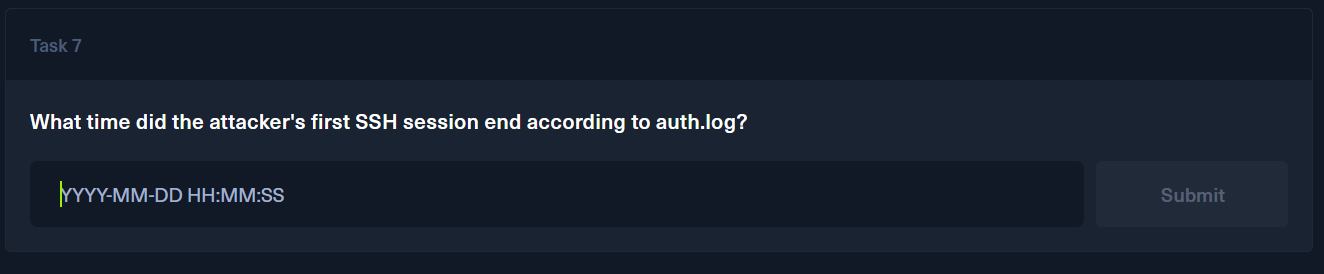 Task 7
What time did the attacker's first SSH session end according to auth.log?
YYYY-MM-DD HH:MM:SS
Submit